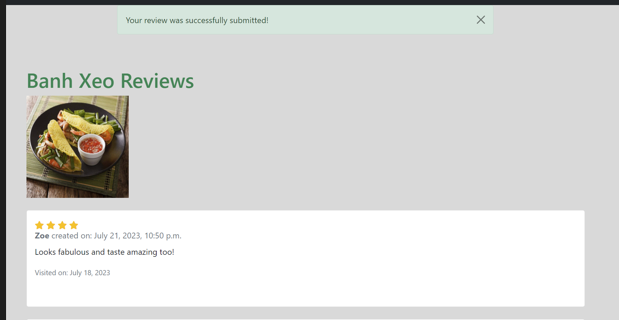 Your review was successfully submitted!
Banh Xeo Reviews
Zoe created on: July 21, 2023, 10:50 p.m.
Looks fabulous and taste amazing too!
Visited on: July 18, 2023